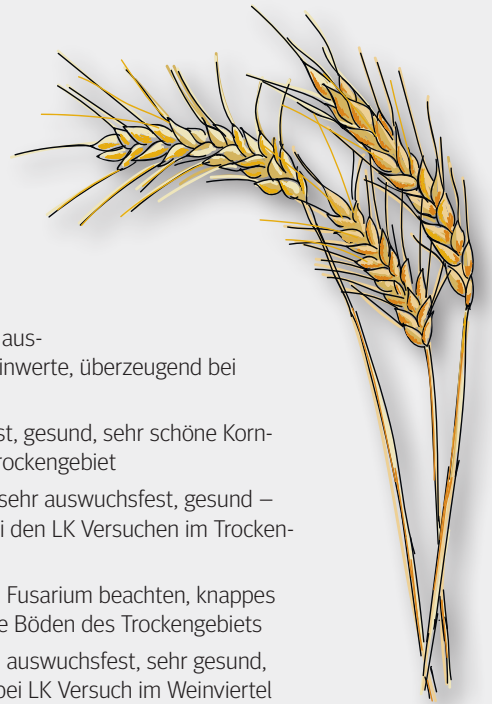 aus-
inwerte, überzeugend bei
st, gesund, sehr schöne Korn-
rockengebiet
sehr auswuchsfest, gesund –
i den LK Versuchen im Trocken-
Fusarium beachten, knappes
e Böden des Trockengebiets
auswuchsfest, sehr gesund,
bei LK Versuch im Weinviertel